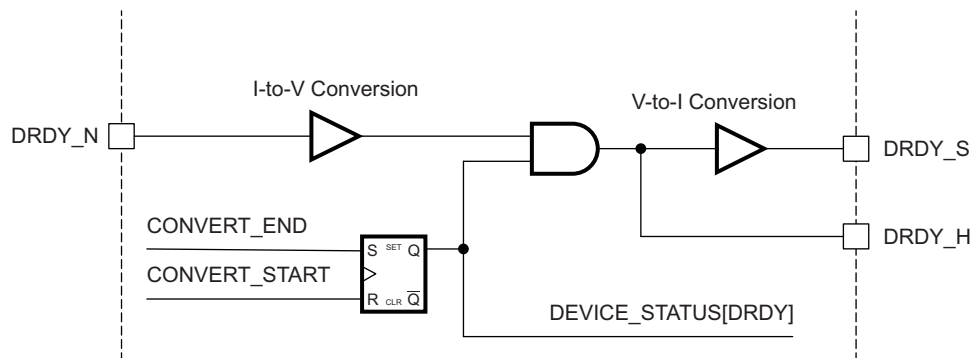 I-to-V Conversion
V-to-I Conversion
DRDY_N
DRDY_S
CONVERT_END
DRDY_H
S SET Q
CONVERT_START
R CLR Q̅
DEVICE_STATUS[DRDY]